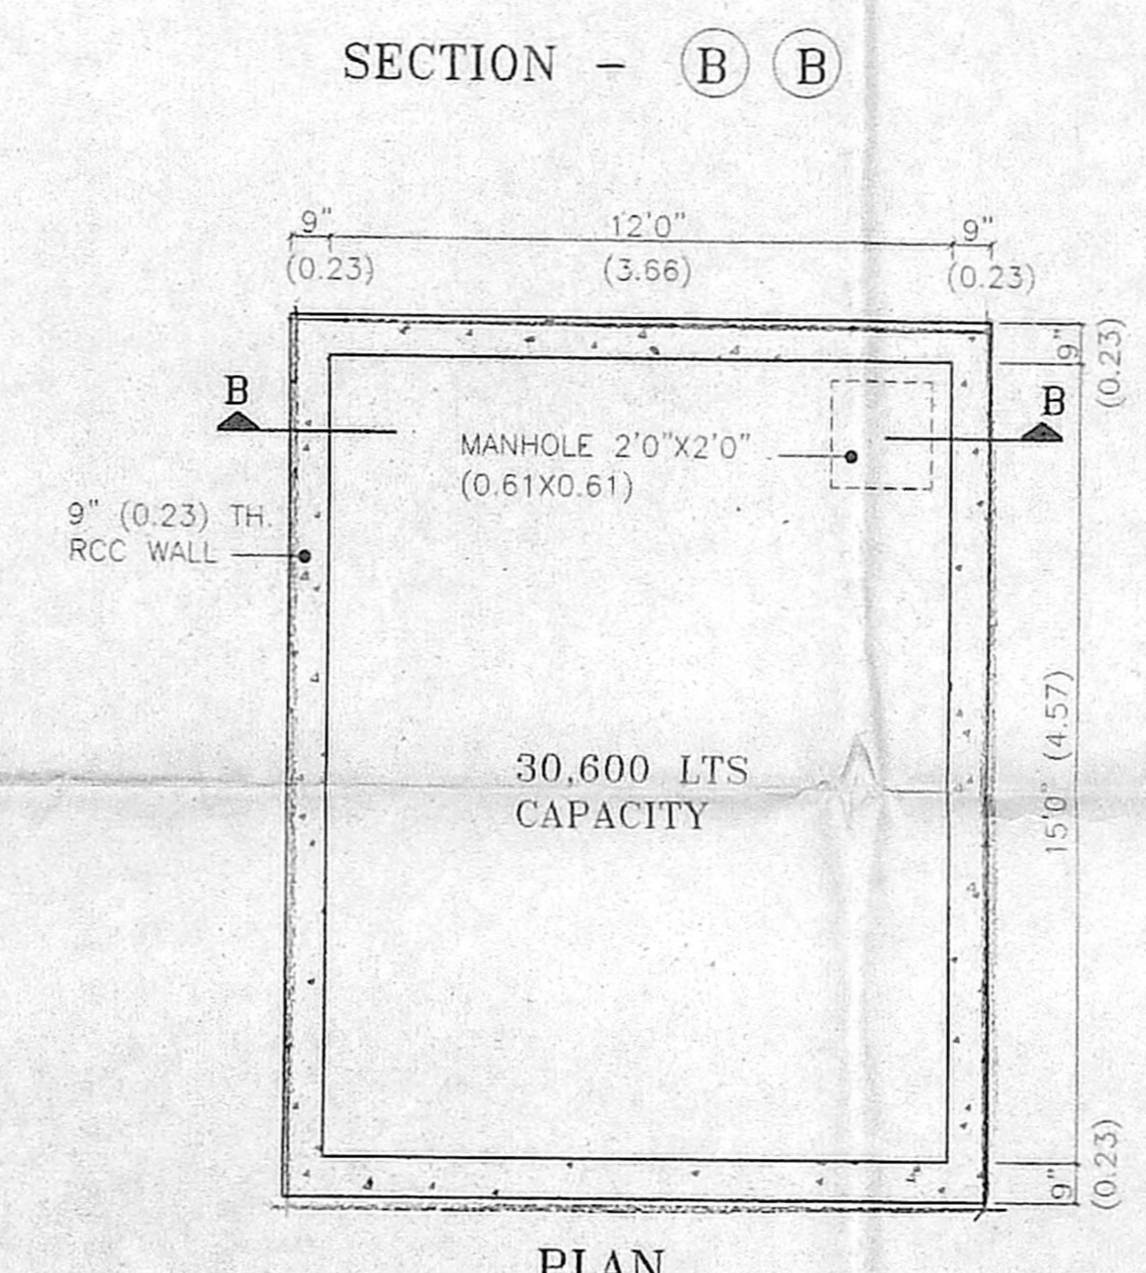 SECTION - B B
9" 12'0" 9"
(0.23) (3.66) (0.23)
9"
(0.23)
B
B
MANHOLE 2'0"X2'0"
(0.61X0.61)
9" (0.23) TH.
RCC WALL
15'0" (4.57)
30,600 LTS
CAPACITY
9"
(0.23)
PLAN